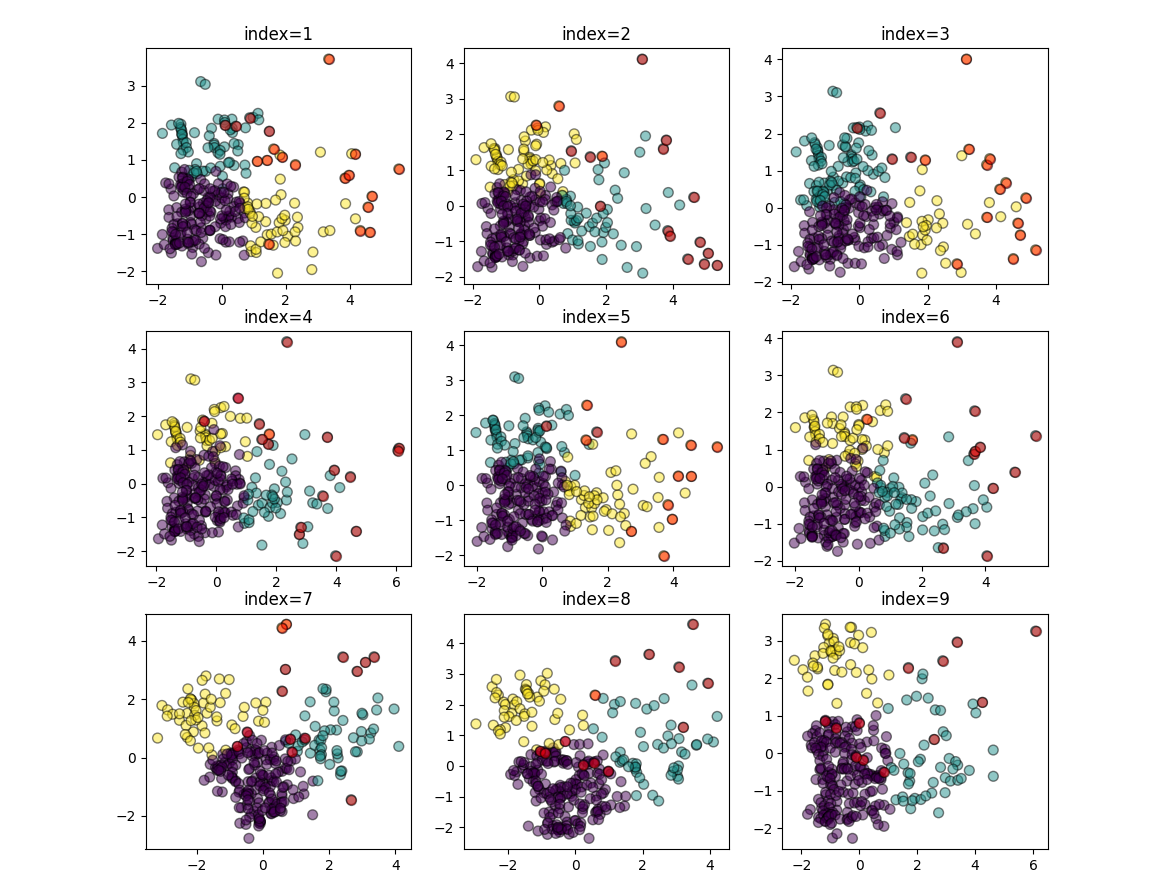 index=1 index=2 index=3
3 2 1 0 −1 −2
−2 0 2 4
4 3 2 1 0 −1 −2
−2 0 2 4
4 3 2 1 0 −1 −2
−2 0 2 4
index=4 index=5 index=6
4 3 2 1 0 −1 −2
−2 0 2 4 6
4 3 2 1 0 −1 −2
−2 0 2 4
4 3 2 1 0 −1 −2
−2 0 2 4
index=7 index=8 index=9
4 2 0 −2
−2 0 2 4
5 4 3 2 1 0 −1 −2
−2 0 2 4
3 2 1 0 −1 −2
−2 0 2 4 6